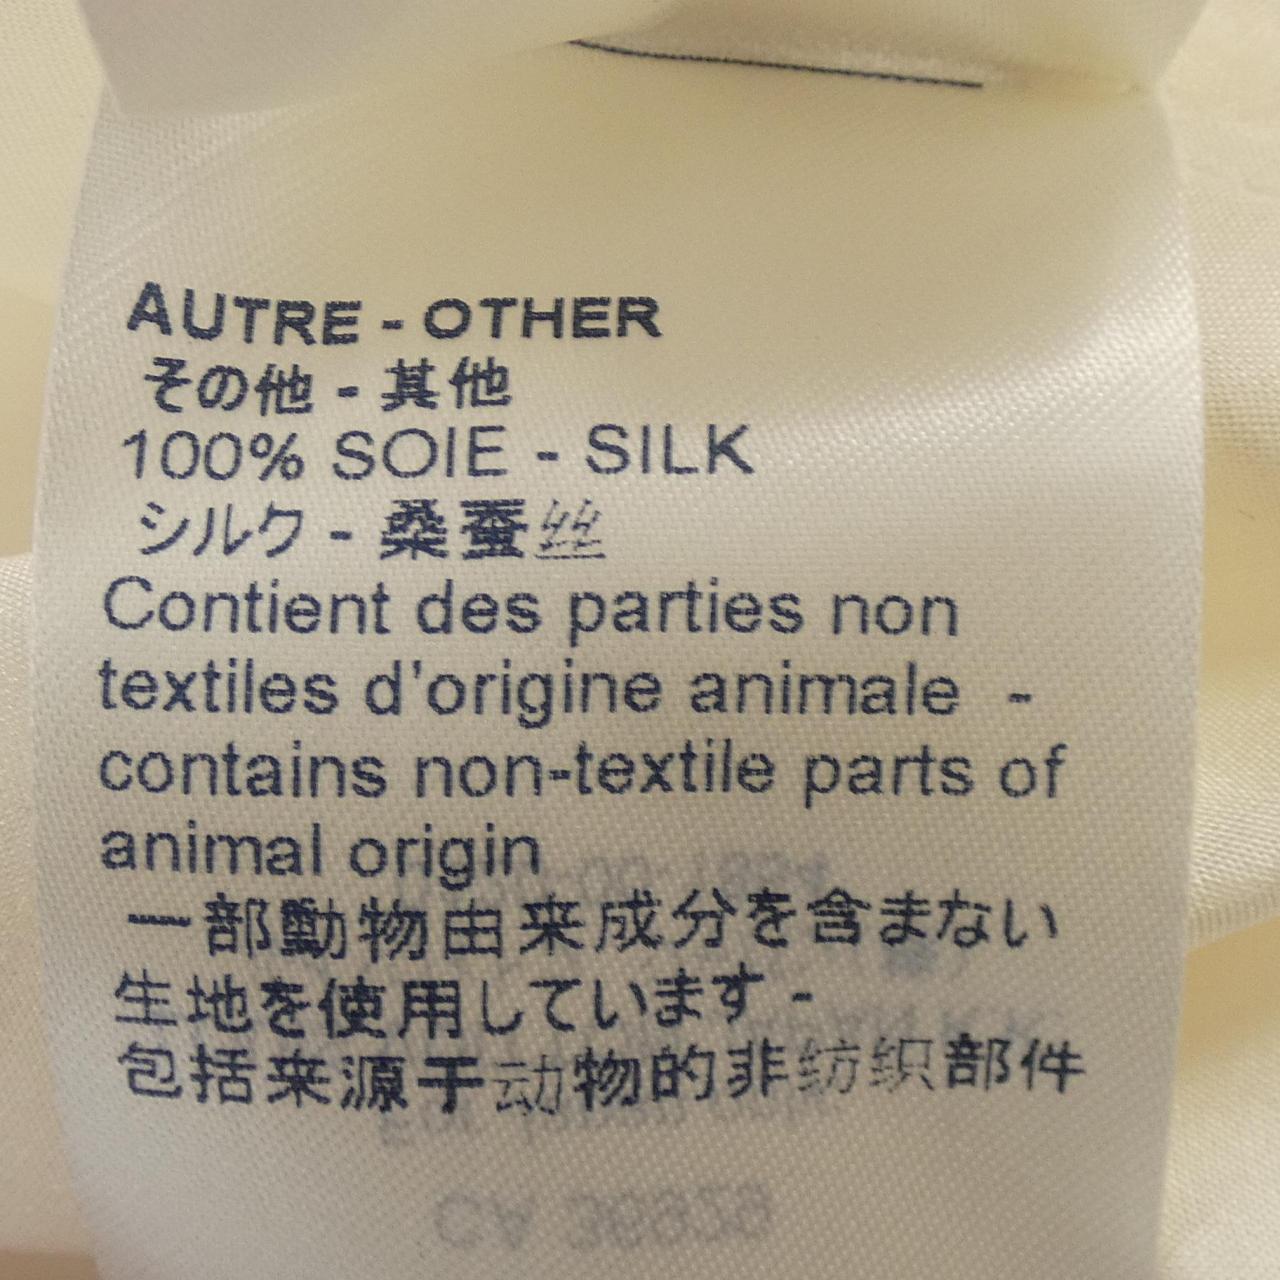 AUTRE - OTHER
その他 - 其他
100% SOIE - SILK
シルク - 桑蚕丝
Contient des parties non
textiles d'origine animale -
contains non-textile parts of
animal origin
一部動物由来成分を含まない
生地を使用しています -
包括来源于动物的非纺织部件
CA 36929